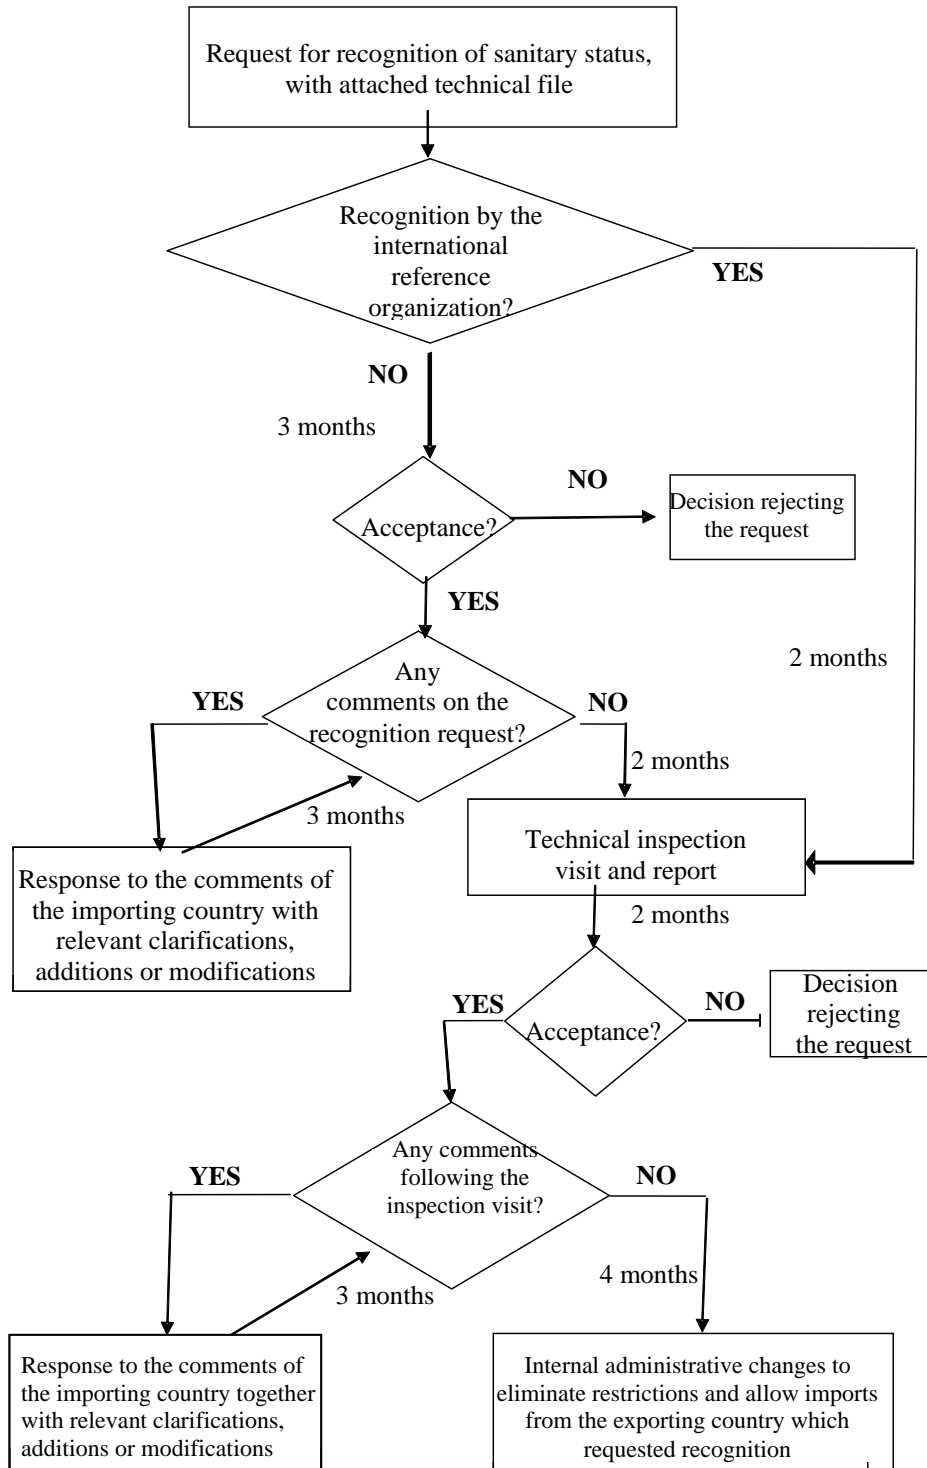 Request for recognition of sanitary status,
with attached technical file
Recognition by the
international
reference
organization?
YES
NO
3 months
NO
Acceptance?
Decision rejecting
the request
YES
2 months
Any
comments on the
recognition request?
YES
NO
2 months
3 months
Technical inspection
visit and report
Response to the comments of
the importing country with
relevant clarifications,
additions or modifications
2 months
YES
NO
Acceptance?
Decision
rejecting
the request
Any comments
following the
inspection visit?
YES
NO
4 months
3 months
Response to the comments of
the importing country together
with relevant clarifications,
additions or modifications
Internal administrative changes to
eliminate restrictions and allow imports
from the exporting country which
requested recognition